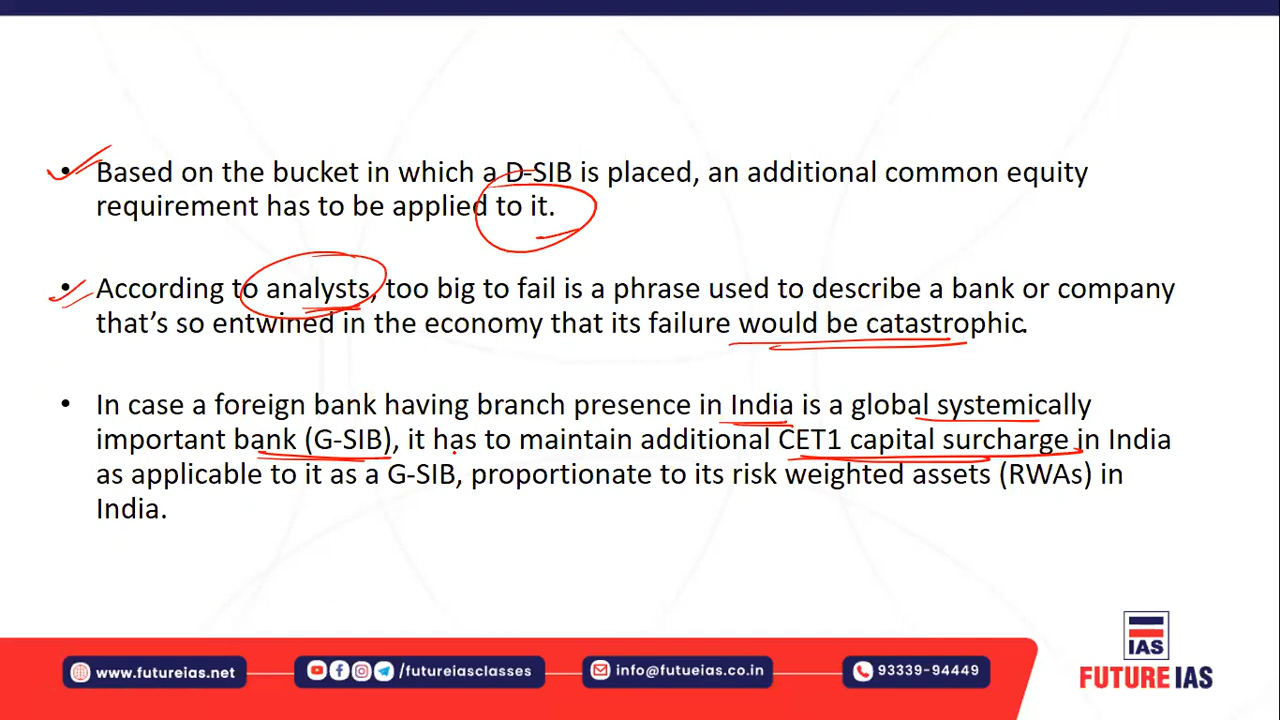 • Based on the bucket in which a D-SIB is placed, an additional common equity
requirement has to be applied to it.
• According to analysts, too big to fail is a phrase used to describe a bank or company
that’s so entwined in the economy that its failure would be catastrophic.
• In case a foreign bank having branch presence in India is a global systemically
important bank (G-SIB), it has to maintain additional CET1 capital surcharge in India
as applicable to it as a G-SIB, proportionate to its risk weighted assets (RWAs) in
India.
www.futureias.net
/futureiasclasses
info@futueias.co.in
93339-94449
IAS
FUTURE IAS